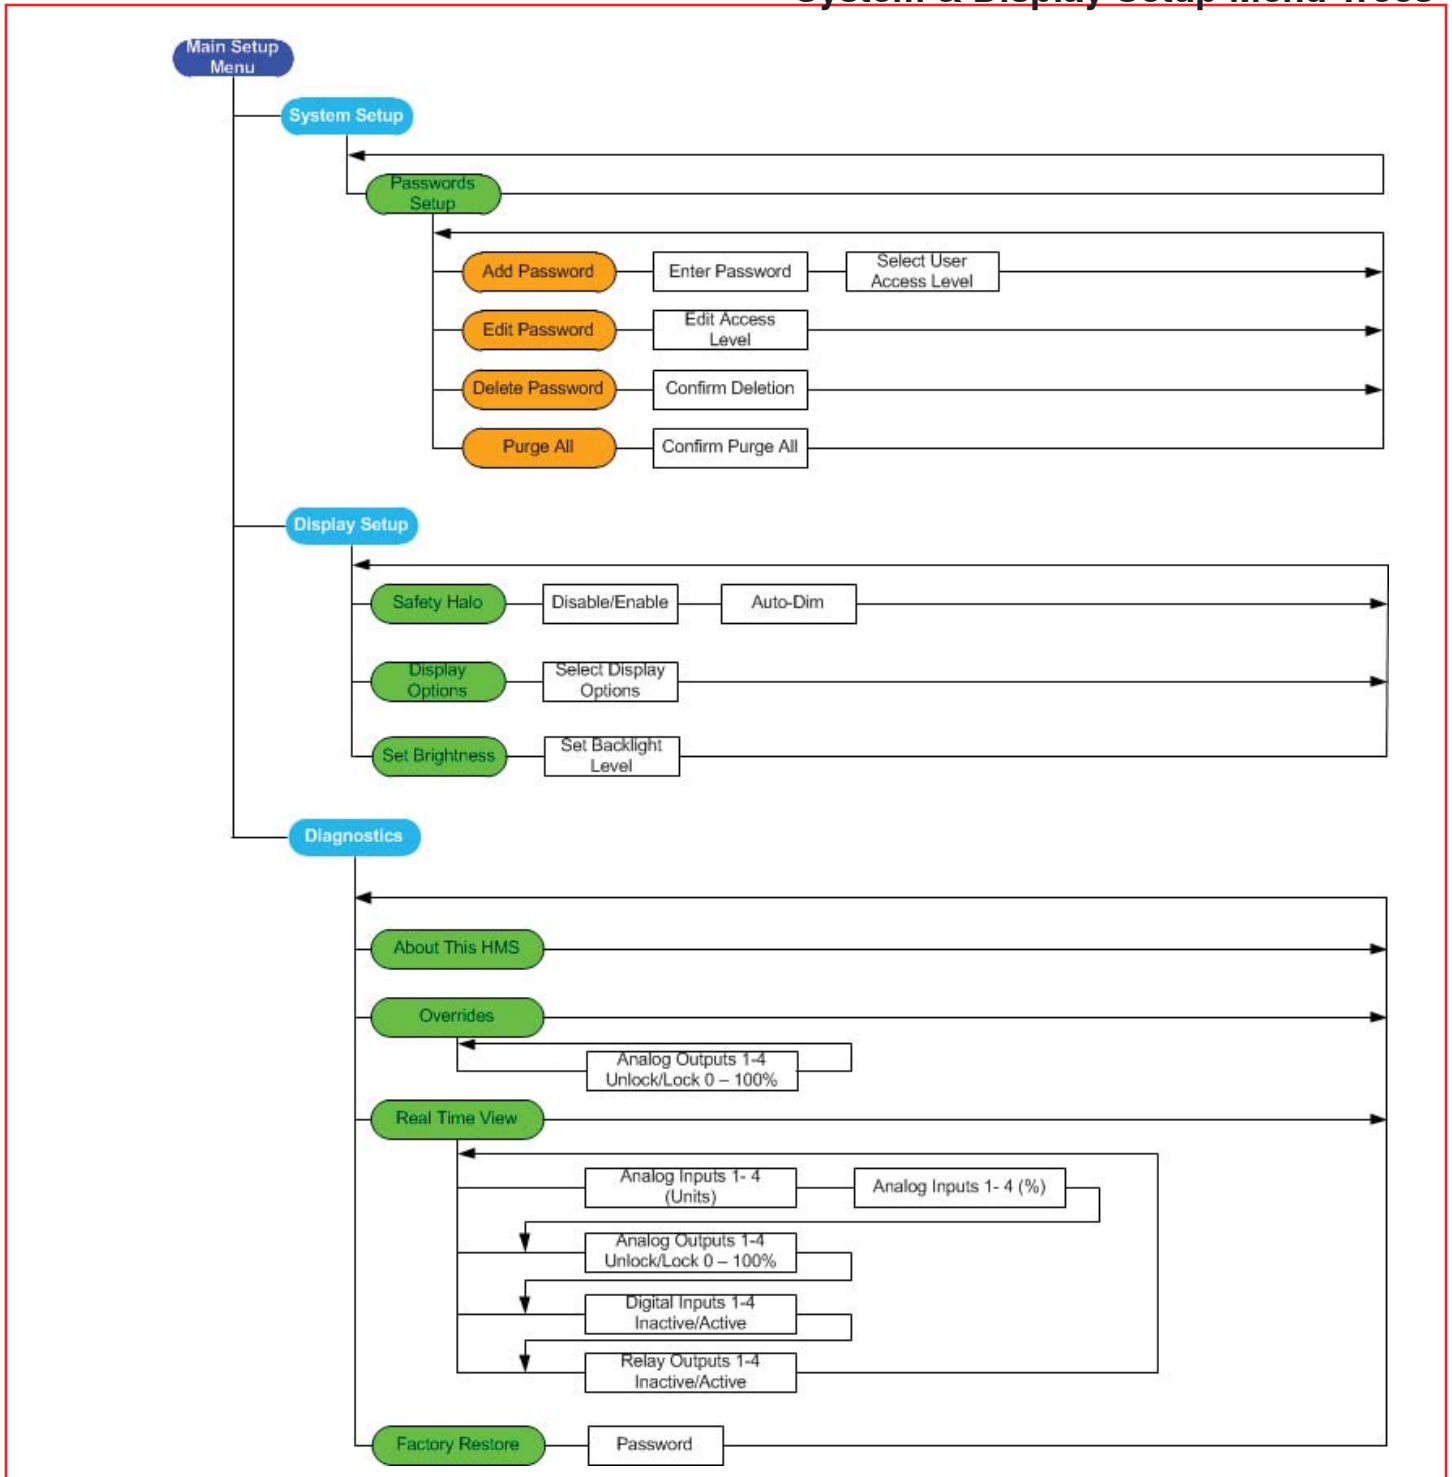 System & Display Setup Menu Trees
Main Setup
Menu
System Setup
Passwords
Setup
Add Password
Enter Password
Select User
Access Level
Edit Password
Edit Access
Level
Delete Password
Confirm Deletion
Purge All
Confirm Purge All
Display Setup
Safety Halo
Disable/Enable
Auto-Dim
Display
Options
Select Display
Options
Set Brightness
Set Backlight
Level
Diagnostics
About This HMS
Overrides
Analog Outputs 1-4
Unlock/Lock 0 – 100%
Real Time View
Analog Inputs 1- 4
(Units)
Analog Inputs 1- 4 (%)
Analog Outputs 1-4
Unlock/Lock 0 – 100%
Digital Inputs 1-4
Inactive/Active
Relay Outputs 1-4
Inactive/Active
Factory Restore
Password